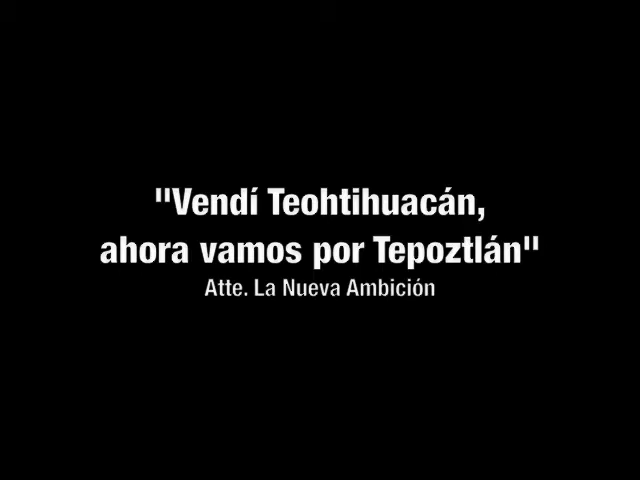 "Vendí Teohtihuacán,
ahora vamos por Tepoztlán"
Atte. La Nueva Ambición